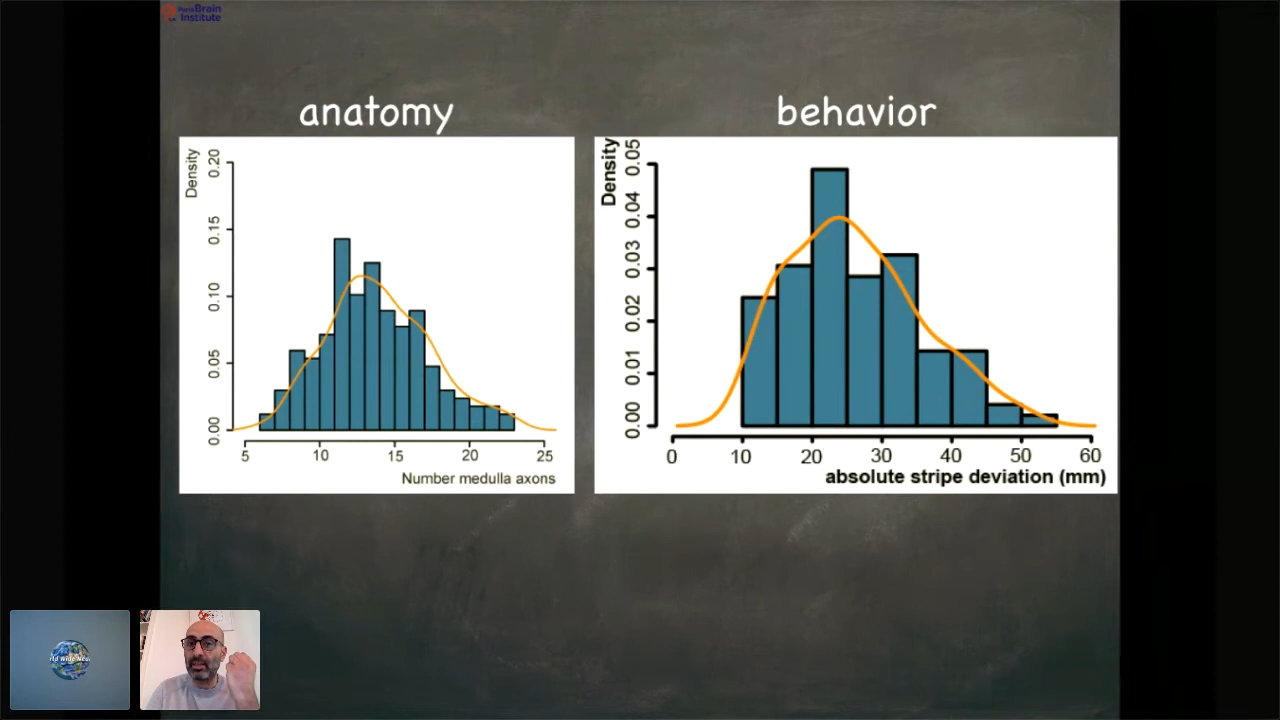 Paris Brain
Institute
anatomy
behavior
Density
0.00 0.05 0.10 0.15 0.20
5 10 15 20 25
Number medulla axons
Density
0.00 0.01 0.02 0.03 0.04 0.05
0 10 20 30 40 50 60
absolute stripe deviation (mm)